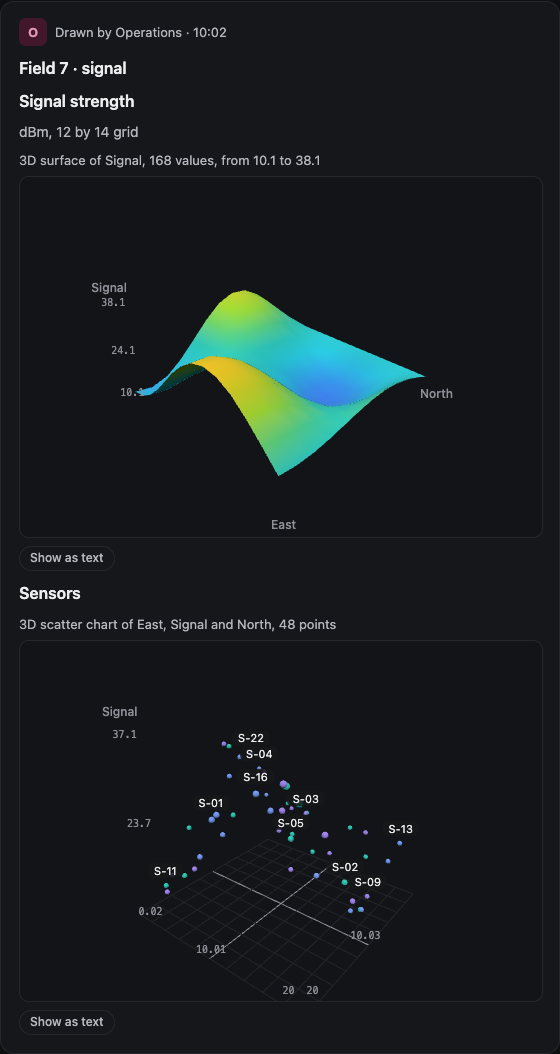 O Drawn by Operations · 10:02
Field 7 · signal
Signal strength
dBm, 12 by 14 grid
3D surface of Signal, 168 values, from 10.1 to 38.1
Signal
38.1
24.1
10.1
North
East
Show as text
Sensors
3D scatter chart of East, Signal and North, 48 points
Signal
37.1
S-22
S-04
S-16
S-03
S-01
23.7
S-05
S-13
S-11
S-02
S-09
0.02
10.01
10.03
20 20
Show as text